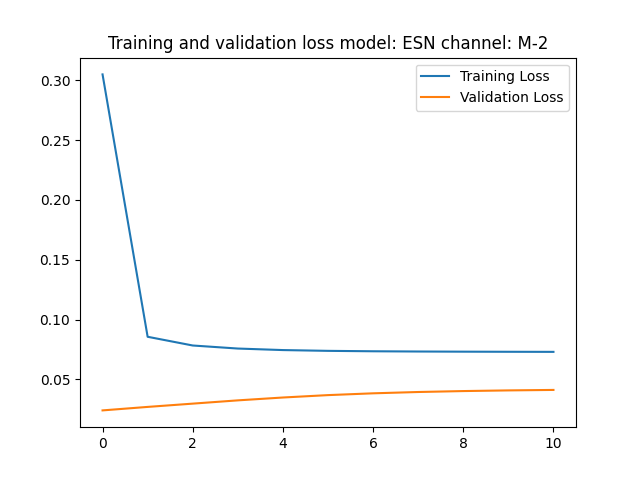 Training and validation loss model: ESN channel: M-2
Training Loss
Validation Loss
0.30
0.25
0.20
0.15
0.10
0.05
0 2 4 6 8 10